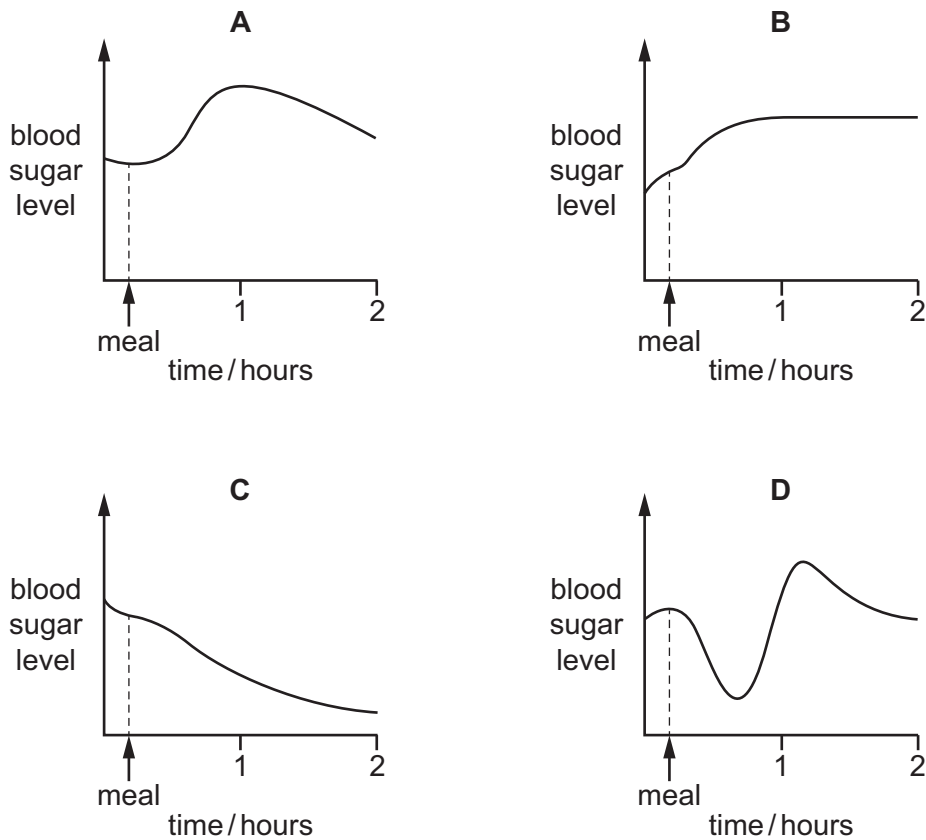 A
blood
sugar
level
1
2
meal
time / hours
B
blood
sugar
level
1
2
meal
time / hours
C
blood
sugar
level
1
2
meal
time / hours
D
blood
sugar
level
1
2
meal
time / hours